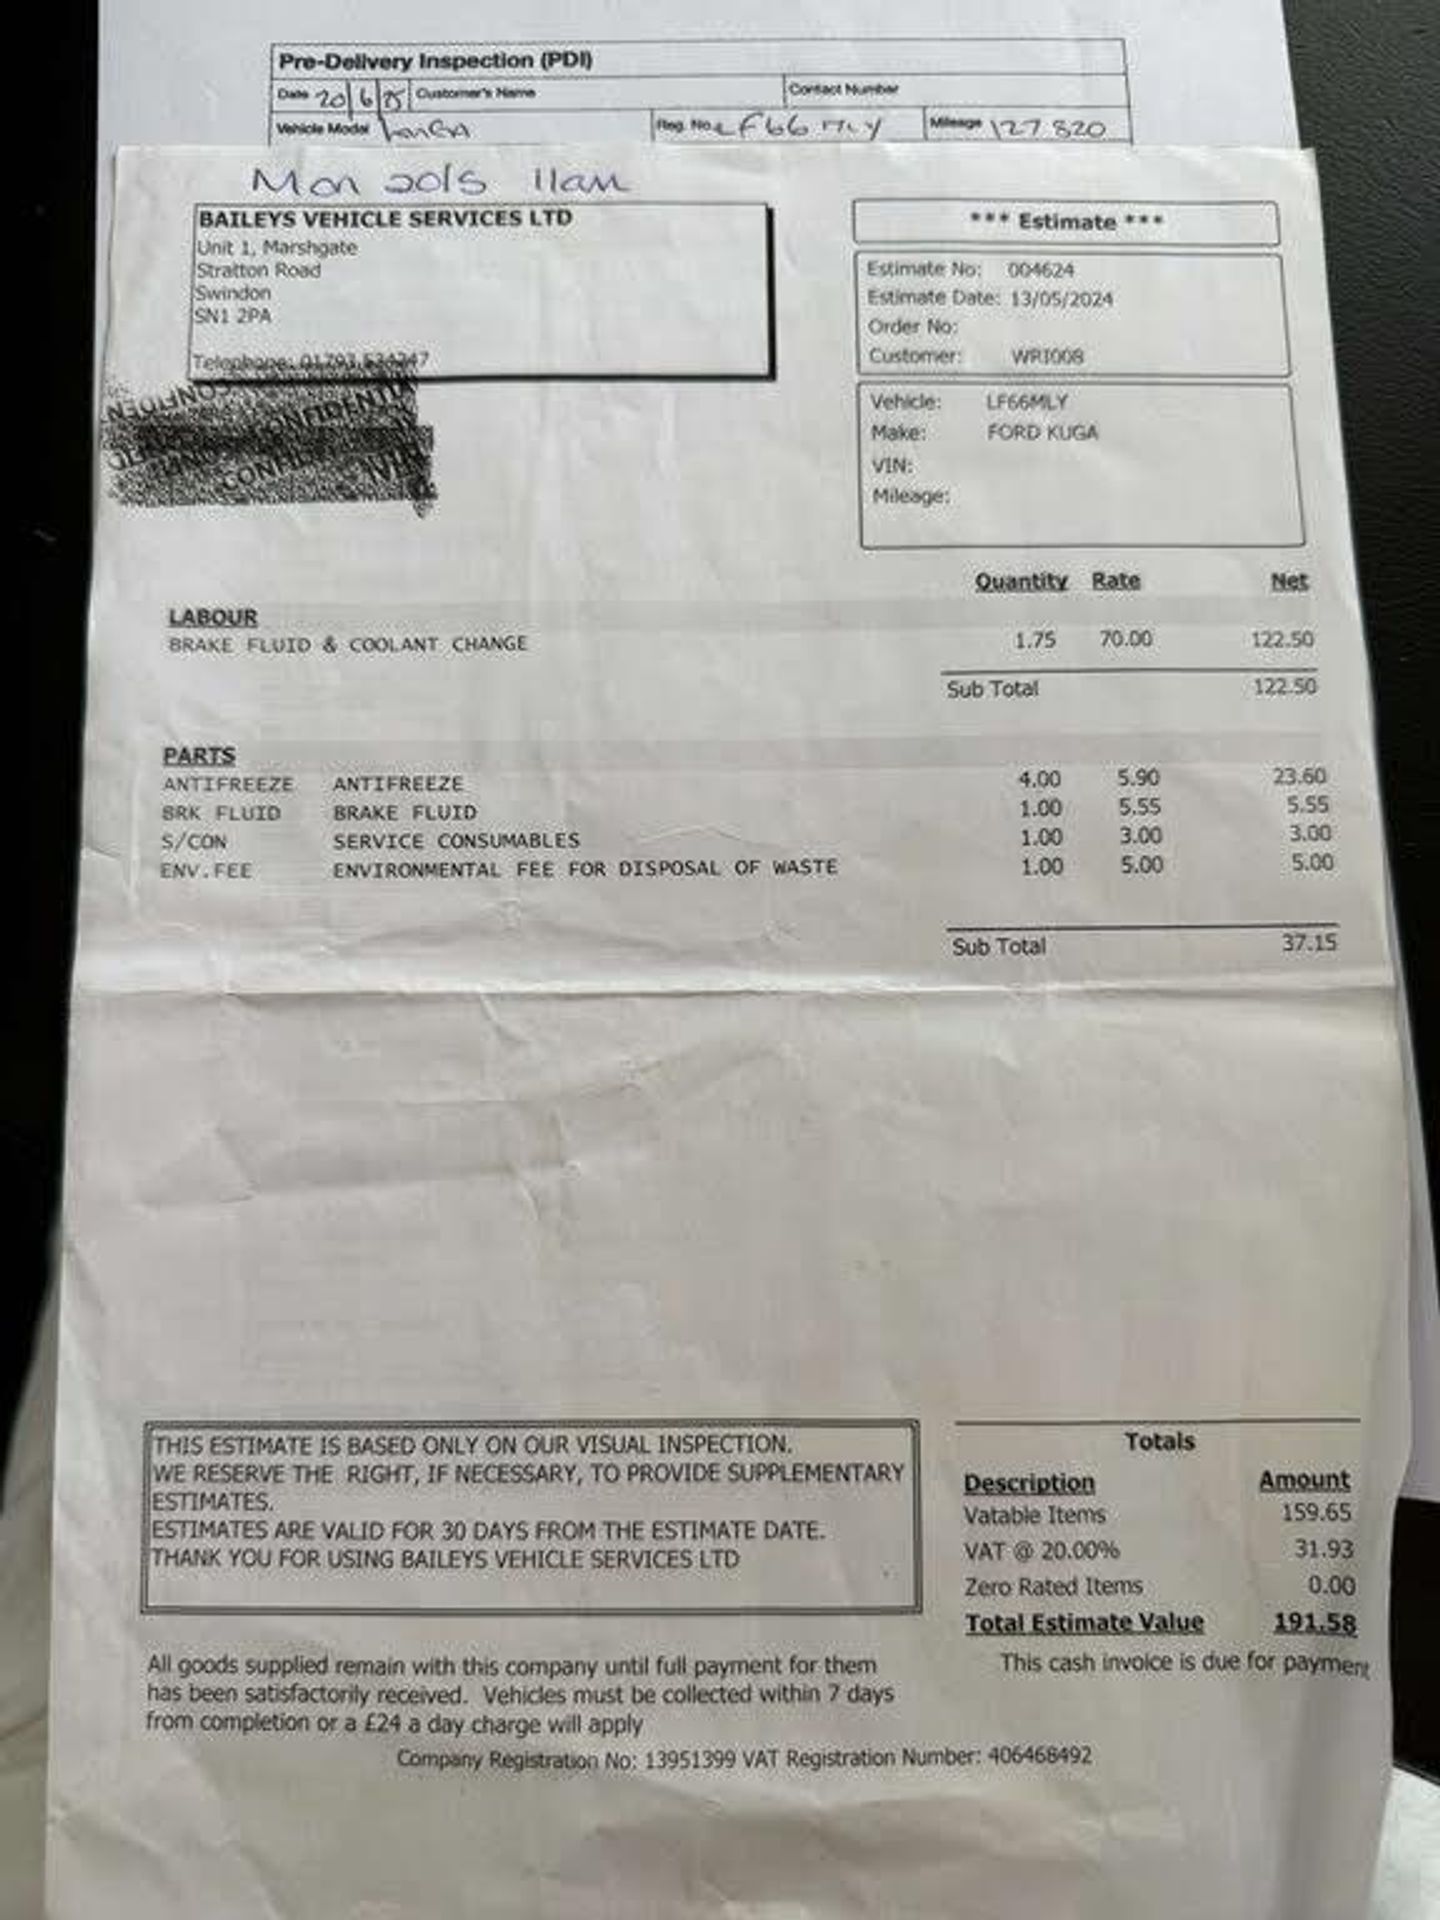 Pre-Delivery Inspection (PDI)
Date 20/6/25 Customer's Name Contact Number
Vehicle Model Reg. No. LF66 MLY Mileage 127820
Mon 20/5 11am
BAILEYS VEHICLE SERVICES LTD
Unit 1, Marshgate
Stratton Road
Swindon
SN1 2PA
Telephone: 01793 534247
CONFIDENTIAL
*** Estimate ***
Estimate No: 004624
Estimate Date: 13/05/2024
Order No:
Customer: WRI008
Vehicle: LF66MLY
Make: FORD KUGA
VIN:
Mileage:
Quantity Rate Net
LABOUR
BRAKE FLUID & COOLANT CHANGE 1.75 70.00 122.50
Sub Total 122.50
PARTS
ANTIFREEZE ANTIFREEZE 4.00 5.90 23.60
BRK FLUID BRAKE FLUID 1.00 5.55 5.55
S/CON SERVICE CONSUMABLES 1.00 3.00 3.00
ENV.FEE ENVIRONMENTAL FEE FOR DISPOSAL OF WASTE 1.00 5.00 5.00
Sub Total 37.15
THIS ESTIMATE IS BASED ONLY ON OUR VISUAL INSPECTION.
WE RESERVE THE RIGHT, IF NECESSARY, TO PROVIDE SUPPLEMENTARY
ESTIMATES.
ESTIMATES ARE VALID FOR 30 DAYS FROM THE ESTIMATE DATE.
THANK YOU FOR USING BAILEYS VEHICLE SERVICES LTD
Totals
Description Amount
Vatable Items 159.65
VAT @ 20.00% 31.93
Zero Rated Items 0.00
Total Estimate Value 191.58
This cash invoice is due for payment
All goods supplied remain with this company until full payment for them
has been satisfactorily received. Vehicles must be collected within 7 days
from completion or a £24 a day charge will apply
Company Registration No: 13951399 VAT Registration Number: 406468492